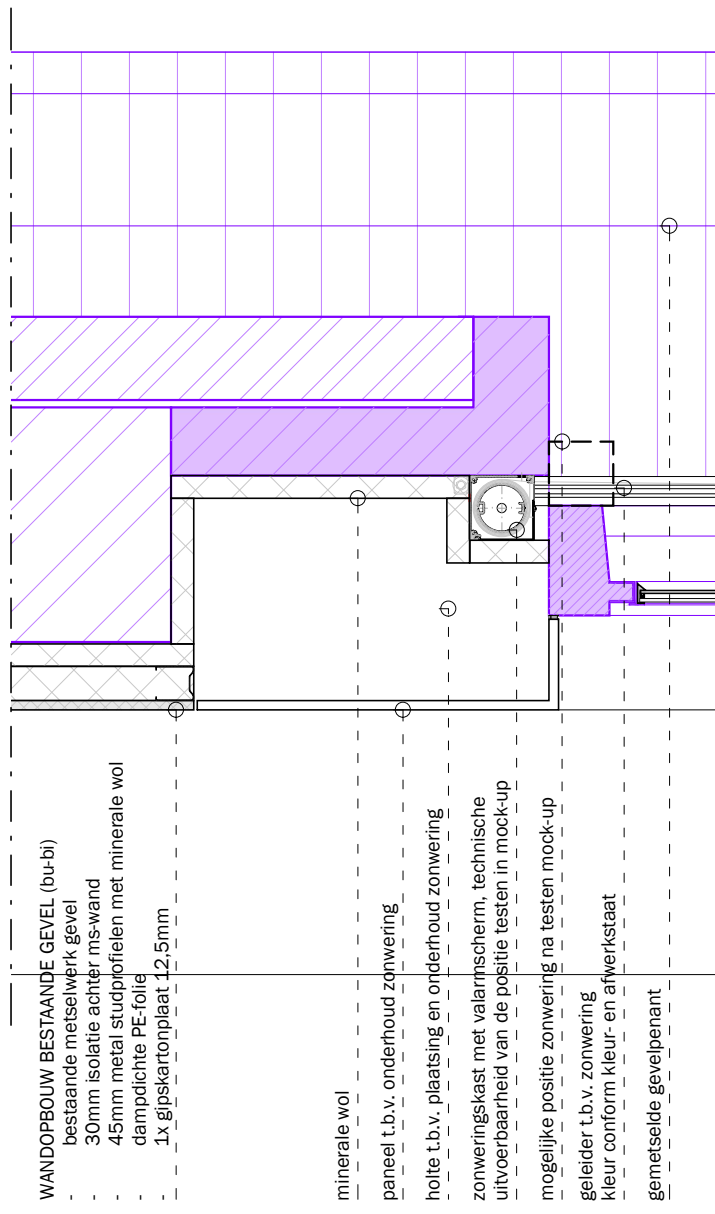 WANDOPBOUW BESTAANDE GEVEL (bu-bi)
- bestaande metselwerk gevel
- 30mm isolatie achter ms-wand
- 45mm metal studprofielen met minerale wol
- dampdichte PE-folie
- 1x gipskartonplaat 12,5mm
minerale wol
paneel t.b.v. onderhoud zonwering
holte t.b.v. plaatsing en onderhoud zonwering
zonweringskast met valarmscherm, technische
uitvoerbaarheid van de positie testen in mock-up
mogelijke positie zonwering na testen mock-up
geleider t.b.v. zonwering
kleur conform kleur- en afwerkstaat
gemetselde gevelpenant